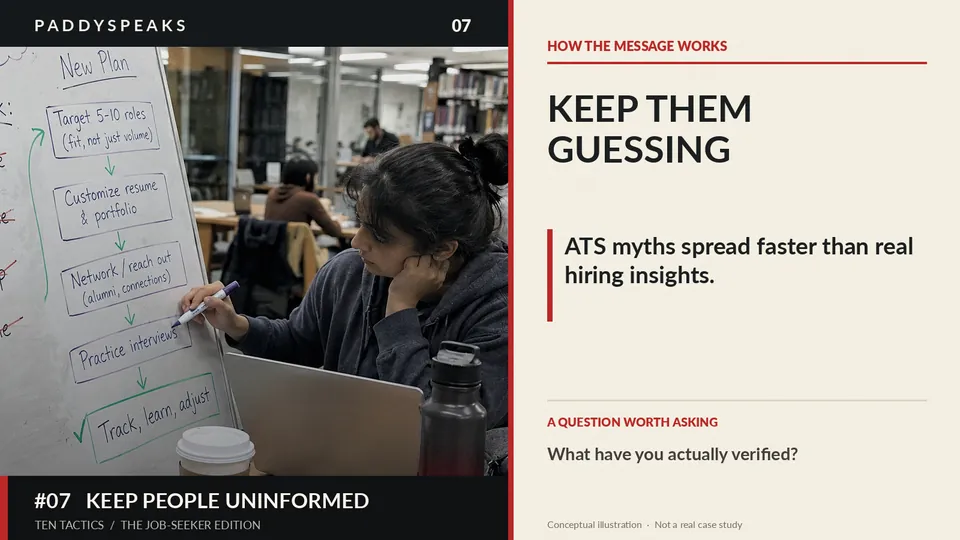 PADDYSPEAKS
07
New Plan
Target 5-10 roles
(fit, not just volume)
Customize resume
& portfolio
Network / reach out
(alumni, connections)
Practice interviews
Track, learn, adjust
#07 KEEP PEOPLE UNINFORMED
TEN TACTICS / THE JOB-SEEKER EDITION
HOW THE MESSAGE WORKS
KEEP THEM
GUESSING
ATS myths spread faster than real
hiring insights.
A QUESTION WORTH ASKING
What have you actually verified?
Conceptual illustration · Not a real case study